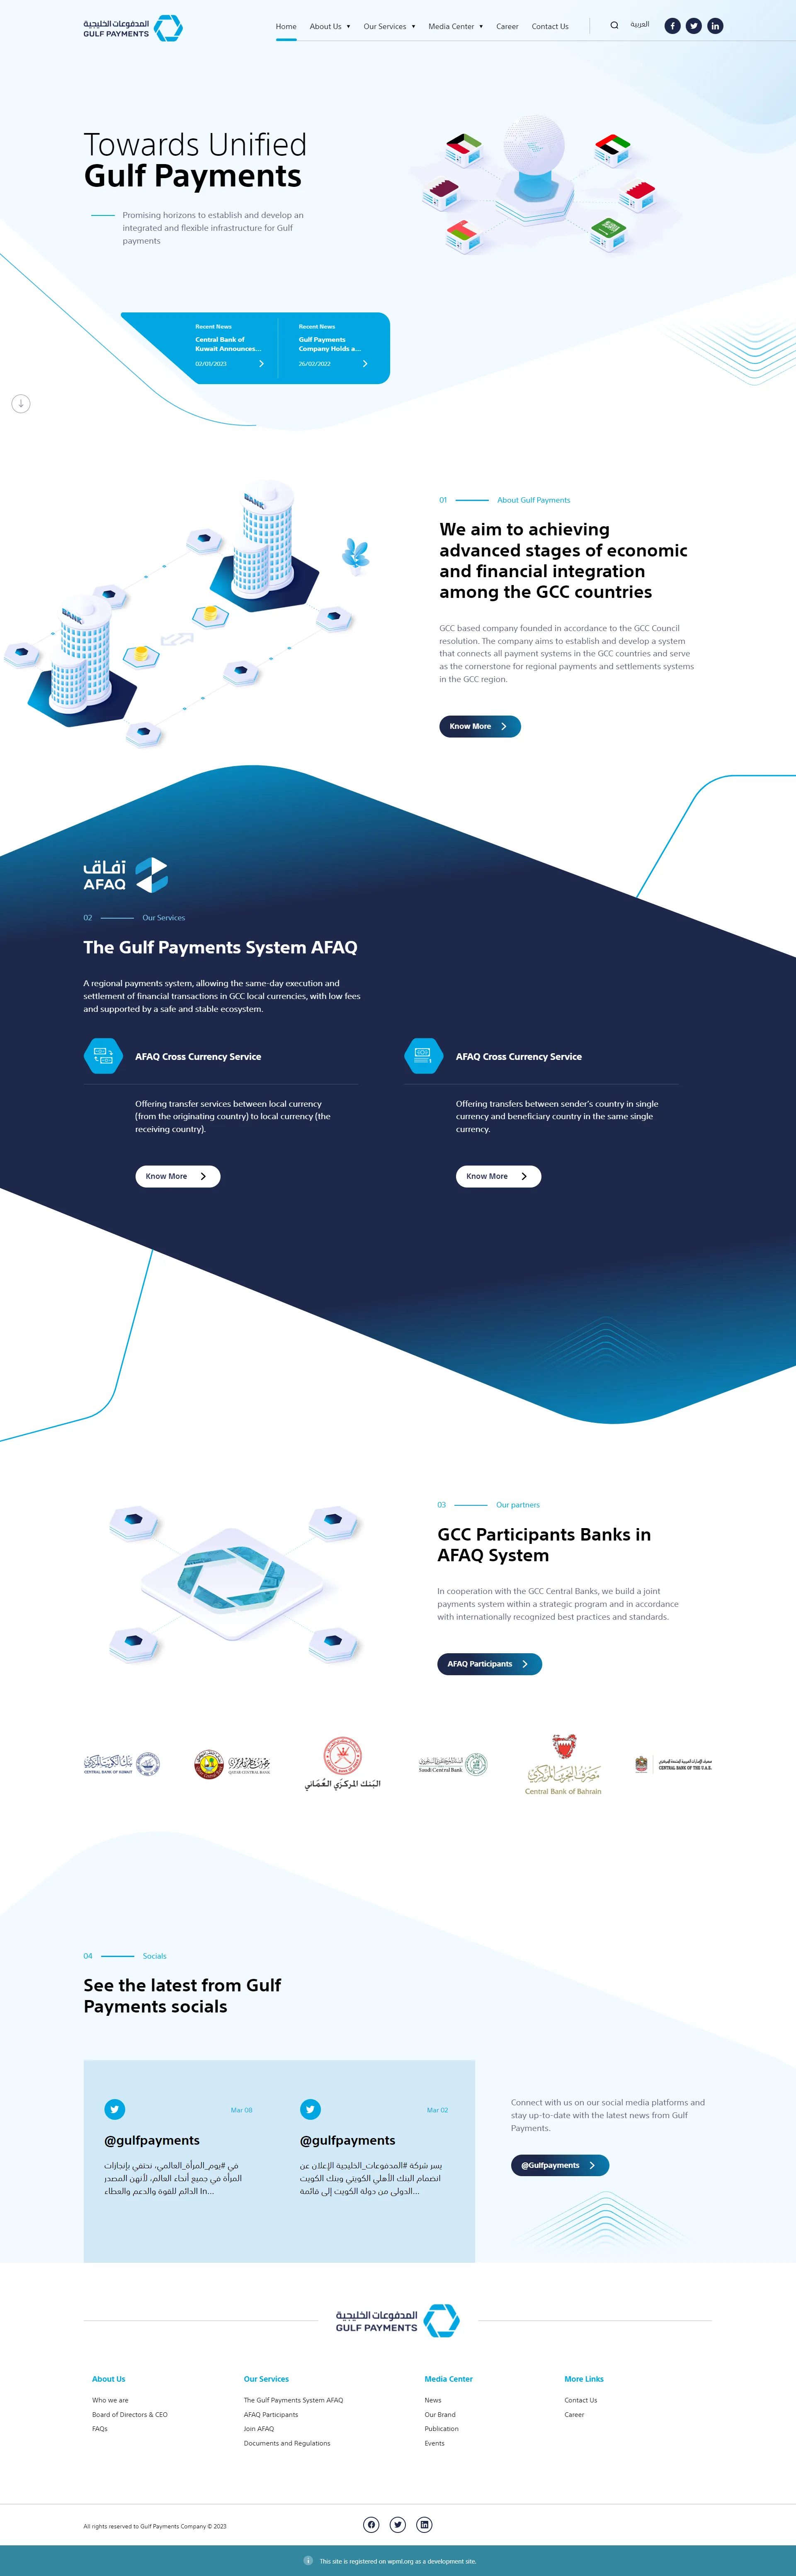 المدفوعات الخليجية
GULF PAYMENTS
Home
About Us
Our Services
Media Center
Career
Contact Us
العربية
Towards Unified
Gulf Payments
Promising horizons to establish and develop an
integrated and flexible infrastructure for Gulf
payments
Recent News
Central Bank of
Kuwait Announces...
02/01/2023
Recent News
Gulf Payments
Company Holds a...
26/02/2022
BANK
BANK
01
About Gulf Payments
We aim to achieving
advanced stages of economic
and financial integration
among the GCC countries
GCC based company founded in accordance to the GCC Council
resolution. The company aims to establish and develop a system
that connects all payment systems in the GCC countries and serve
as the cornerstone for regional payments and settlements systems
in the GCC region.
Know More
آفاق
AFAQ
02
Our Services
The Gulf Payments System AFAQ
A regional payments system, allowing the same-day execution and
settlement of financial transactions in GCC local currencies, with low fees
and supported by a safe and stable ecosystem.
AFAQ Cross Currency Service
Offering transfer services between local currency
(from the originating country) to local currency (the
receiving country).
Know More
AFAQ Cross Currency Service
Offering transfers between sender's country in single
currency and beneficiary country in the same single
currency.
Know More
03
Our partners
GCC Participants Banks in
AFAQ System
In cooperation with the GCC Central Banks, we build a joint
payments system within a strategic program and in accordance
with internationally recognized best practices and standards.
AFAQ Participants
بنك الكويت المركزي
CENTRAL BANK OF KUWAIT
مصرف قطر المركزي
QATAR CENTRAL BANK
البنك المركزي العُماني
Saudi Central Bank
مصرف البحرين المركزي
Central Bank of Bahrain
مصرف الإمارات العربية المتحدة المركزي
CENTRAL BANK OF THE U.A.E.
04
Socials
See the latest from Gulf
Payments socials
Mar 08
@gulfpayments
في #يوم_المرأة_العالمي، نحتفي بإنجازات
المرأة في جميع أنحاء العالم، لأنهن المصدر
الدائم للقوة والدعم والعطاء In...
Mar 02
@gulfpayments
يسر شركة #المدفوعات_الخليجية الإعلان عن
انضمام البنك الأهلي الكويتي وبنك الكويت
الدولي من دولة الكويت إلى قائمة...
Connect with us on our social media platforms and
stay up-to-date with the latest news from Gulf
Payments.
@Gulfpayments
المدفوعات الخليجية
GULF PAYMENTS
About Us
Who we are
Board of Directors & CEO
FAQs
Our Services
The Gulf Payments System AFAQ
AFAQ Participants
Join AFAQ
Documents and Regulations
Media Center
News
Our Brand
Publication
Events
More Links
Contact Us
Career
All rights reserved to Gulf Payments Company © 2023
This site is registered on wpml.org as a development site.